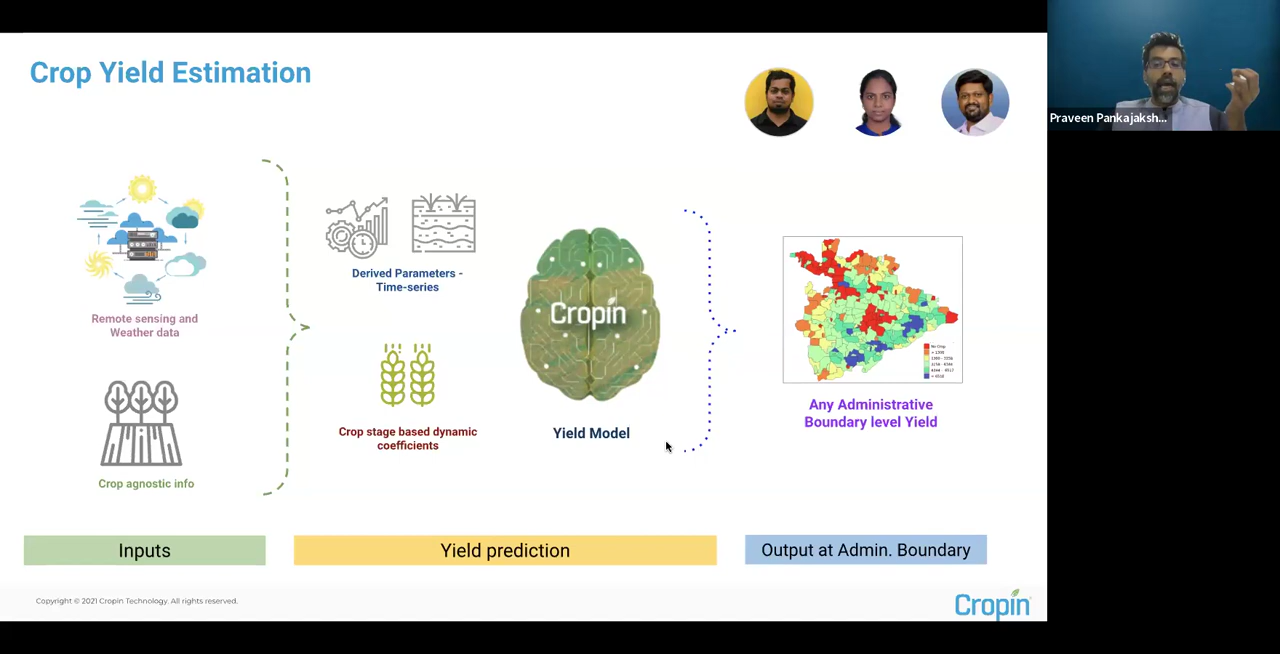 Crop Yield Estimation
Praveen Pankajaksh...
Remote sensing and
Weather data
Crop agnostic info
Derived Parameters -
Time-series
Crop stage based dynamic
coefficients
Cropin
Yield Model
No Crop
Any Administrative
Boundary level Yield
Inputs
Yield prediction
Output at Admin. Boundary
Copyright © 2021 Cropin Technology. All rights reserved.
Cropin